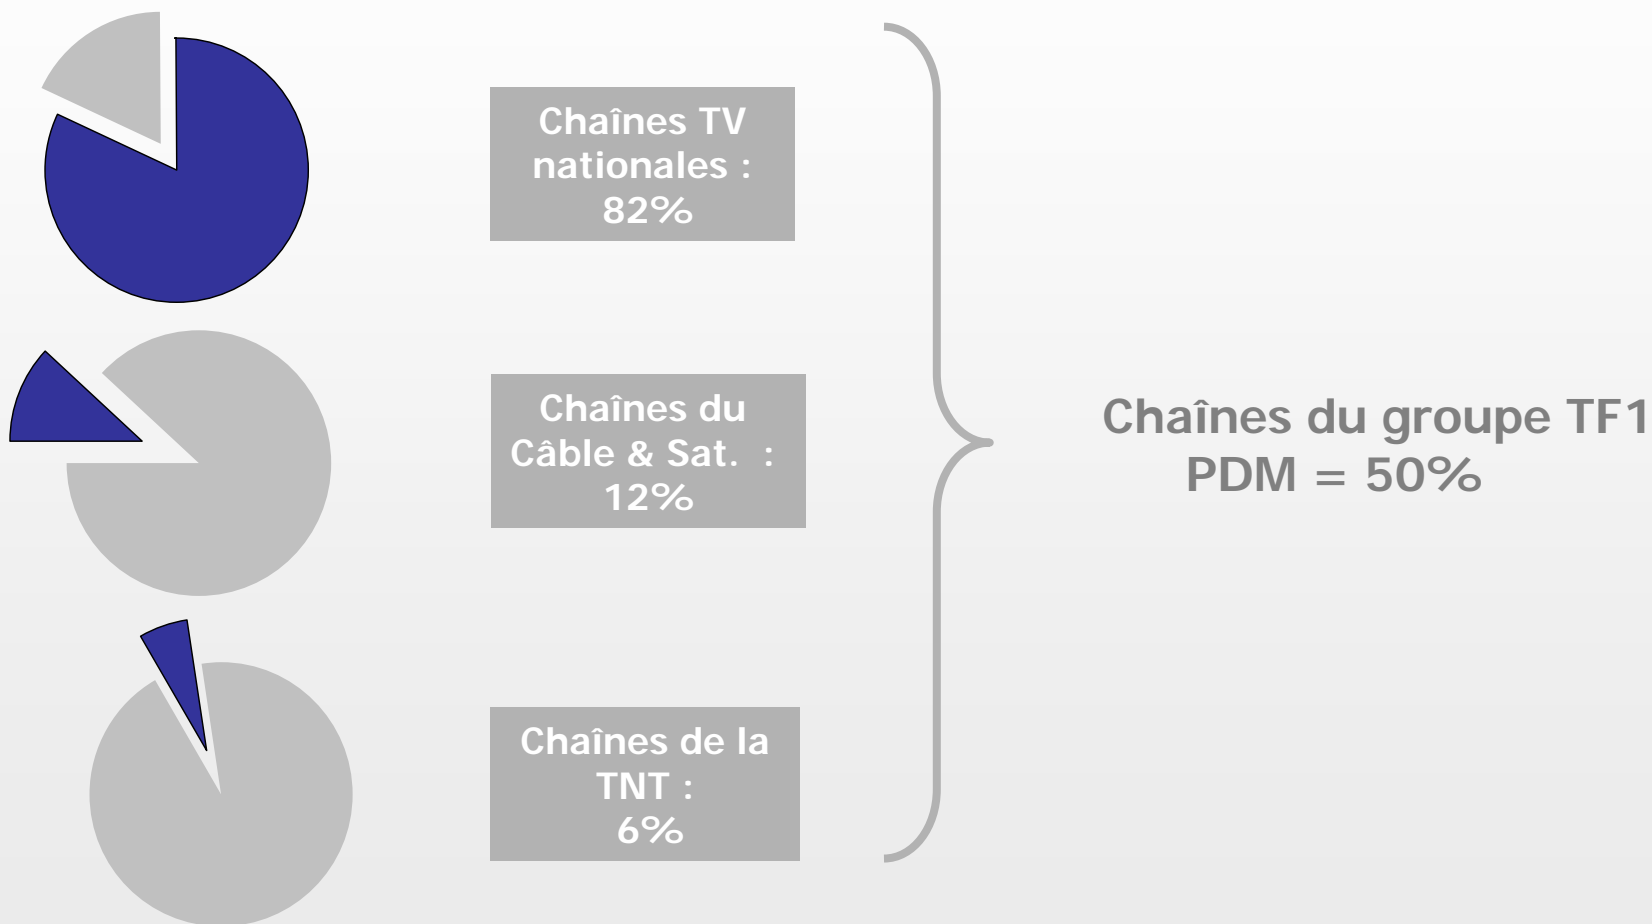 Chaînes TV
nationales :
82%
Chaînes du
Câble & Sat. :
12%
Chaînes de la
TNT :
6%
Chaînes du groupe TF1
PDM = 50%